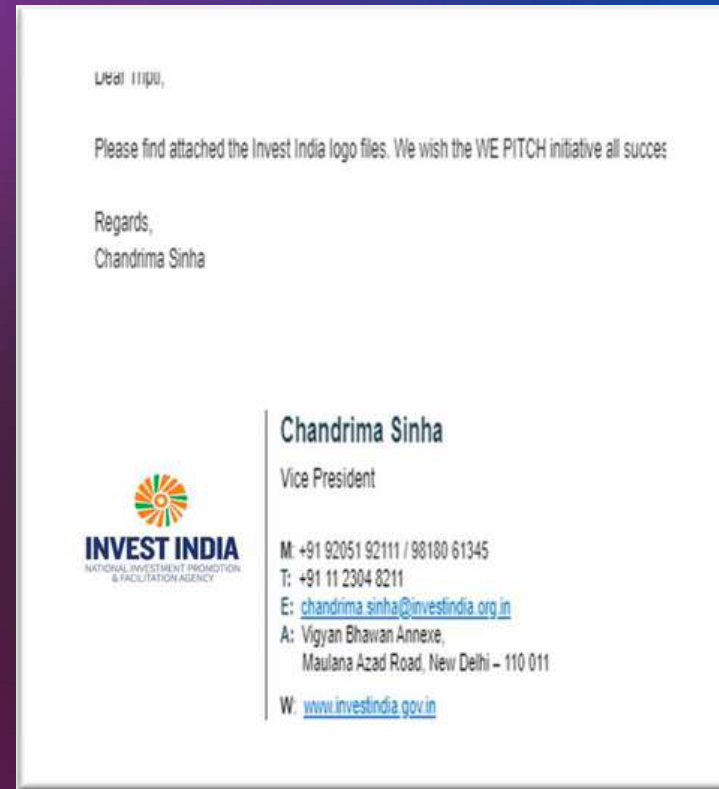 Dear
Please find attached the Invest India logo files. We wish the WE PITCH initiative all succes
Regards,
Chandrima Sinha
INVEST INDIA
NATIONAL INVESTMENT PROMOTION
& FACILITATION AGENCY
Chandrima Sinha
Vice President
M: +91 92051 92111 / 98180 61345
T: +91 11 2304 8211
E: chandrima.sinha@investindia.org.in
A: Vigyan Bhawan Annexe,
Maulana Azad Road, New Delhi – 110 011
W: www.investindia.gov.in